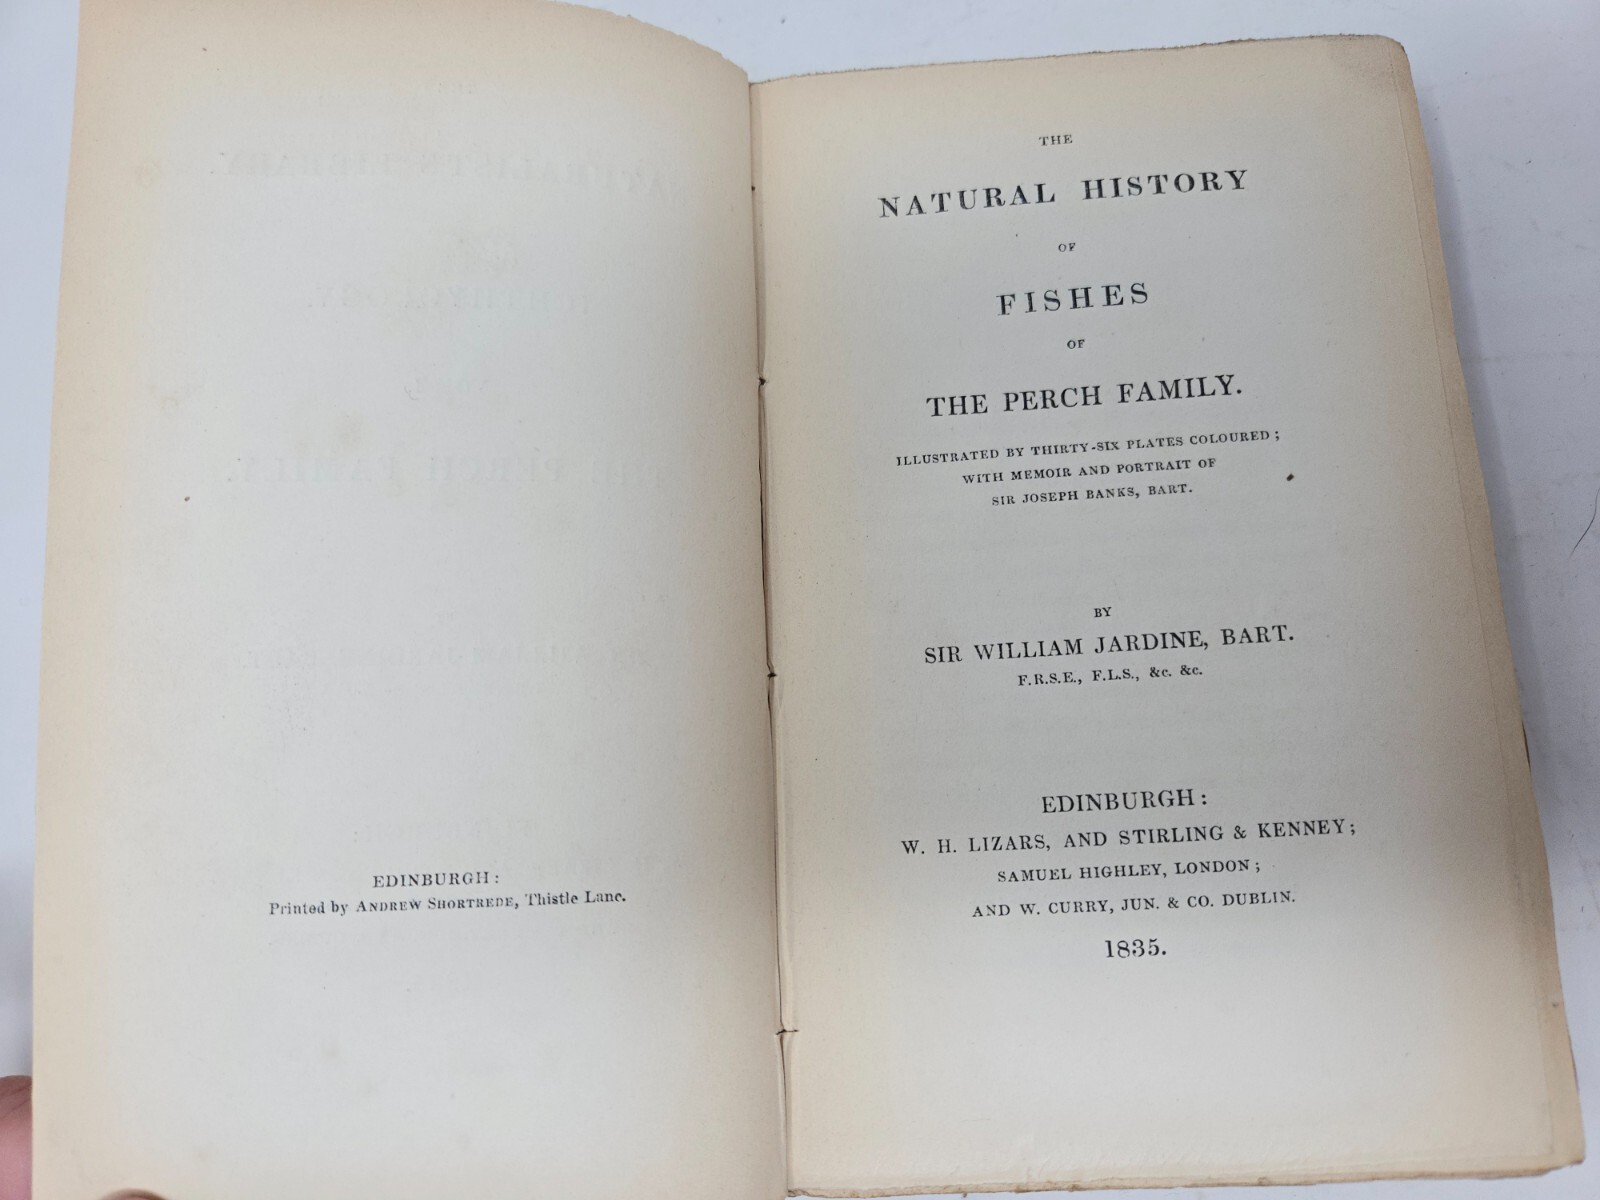 EDINBURGH:
Printed by ANDREW SHORTREDE, Thistle Lane.
THE
NATURAL HISTORY
OF
FISHES
OF
THE PERCH FAMILY.
ILLUSTRATED BY THIRTY-SIX PLATES COLOURED;
WITH MEMOIR AND PORTRAIT OF
SIR JOSEPH BANKS, BART.
BY
SIR WILLIAM JARDINE, BART.
F.R.S.E., F.L.S., &c. &c.
EDINBURGH:
W. H. LIZARS, AND STIRLING & KENNEY;
SAMUEL HIGHLEY, LONDON;
AND W. CURRY, JUN. & CO. DUBLIN.
1835.